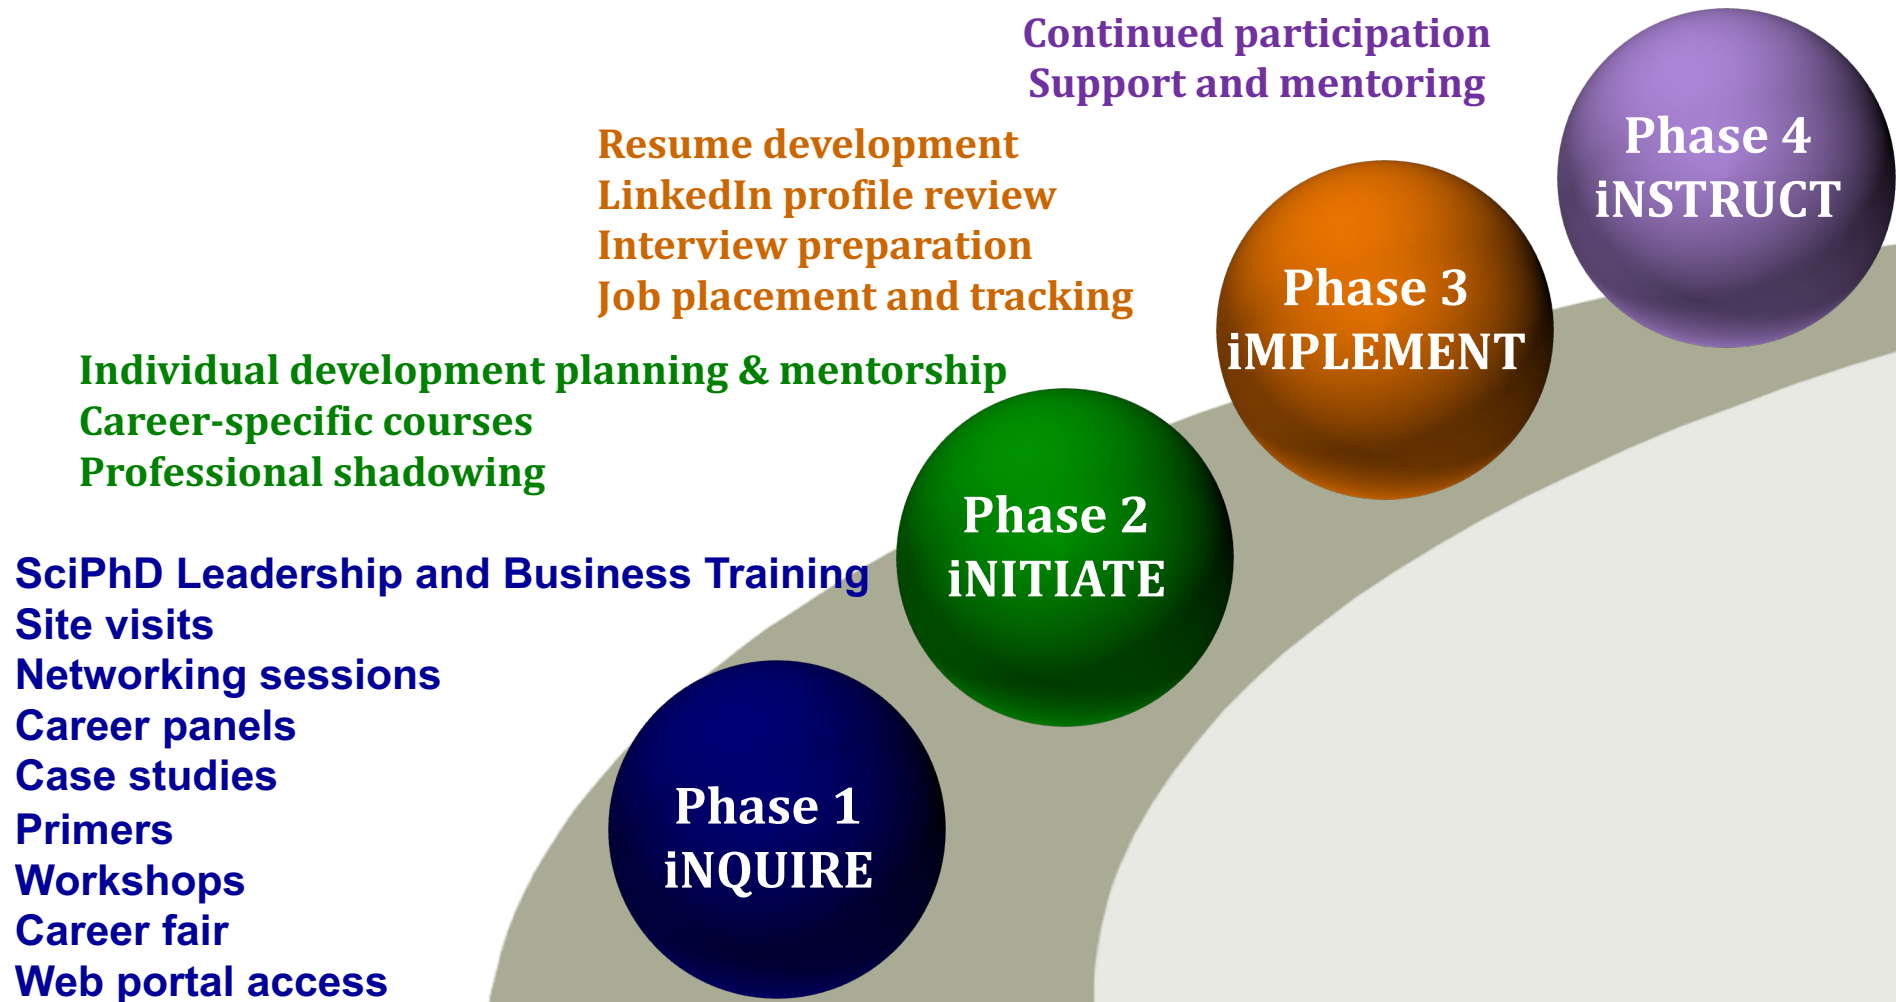 Continued participation
Support and mentoring
Phase 4
iNSTRUCT
Resume development
LinkedIn profile review
Interview preparation
Job placement and tracking
Phase 3
iMPLEMENT
Individual development planning & mentorship
Career-specific courses
Professional shadowing
Phase 2
iNITIATE
SciPhD Leadership and Business Training
Site visits
Networking sessions
Career panels
Case studies
Primers
Workshops
Career fair
Web portal access
Phase 1
iNQUIRE